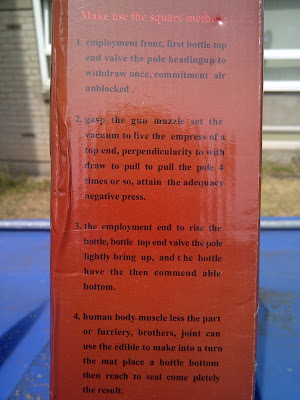 Make use the square method:
1. employment front, first bottle top
end valve the pole headingup to
withdraw once, commitment air
unblocked .
2. gasp the gun muzzle set the
vacuum to live the empress of a
top end, perpendicularity to with
draw to pull to pull the pole 4
times or so, attain the adequacy
negative press.
3. the employment end to rise the
bottle, bottle top end valve the pole
lightly bring up, and t he bottle
have the then commend able
bottom.
4. human body muscle less the part
or furriery, brothers, joint can
use the edible to make into a turn
the mat place a bottle bottom
then reach to seal come pletely
the result.